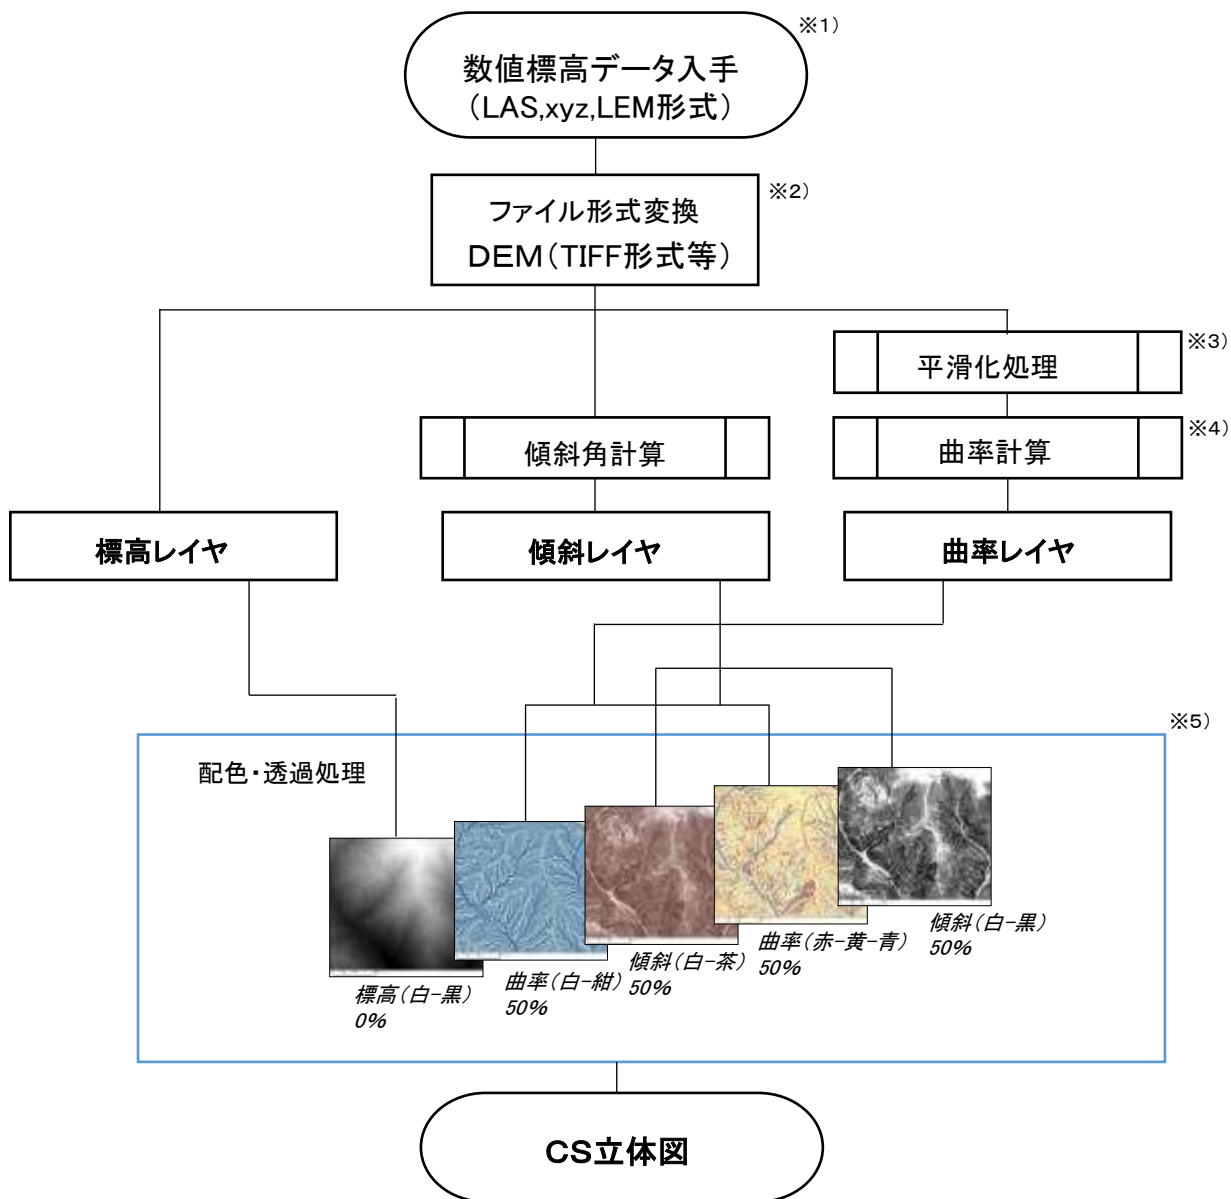 ※1)
数値標高データ入手
（LAS,xyz,LEM形式）
※2)
ファイル形式変換
DEM（TIFF形式等）
※3)
平滑化処理
※4)
傾斜角計算
曲率計算
標高レイヤ
傾斜レイヤ
曲率レイヤ
※5)
配色・透過処理
標高（白-黒）
0%
曲率（白-紺）
50%
傾斜（白-茶）
50%
曲率（赤-黄-青）
50%
傾斜（白-黒）
50%
CS立体図